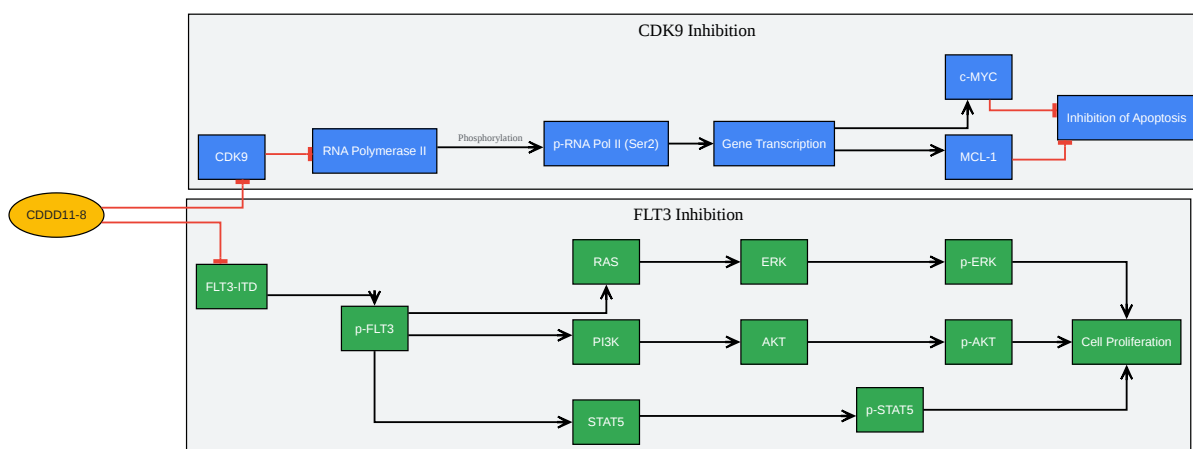 CDK9 Inhibition
c-MYC
Inhibition of Apoptosis
Phosphorylation
CDK9
RNA Polymerase II
p-RNA Pol II (Ser2)
Gene Transcription
MCL-1
CDDD11-8
FLT3 Inhibition
RAS
ERK
p-ERK
FLT3-ITD
p-FLT3
PI3K
AKT
p-AKT
Cell Proliferation
STAT5
p-STAT5